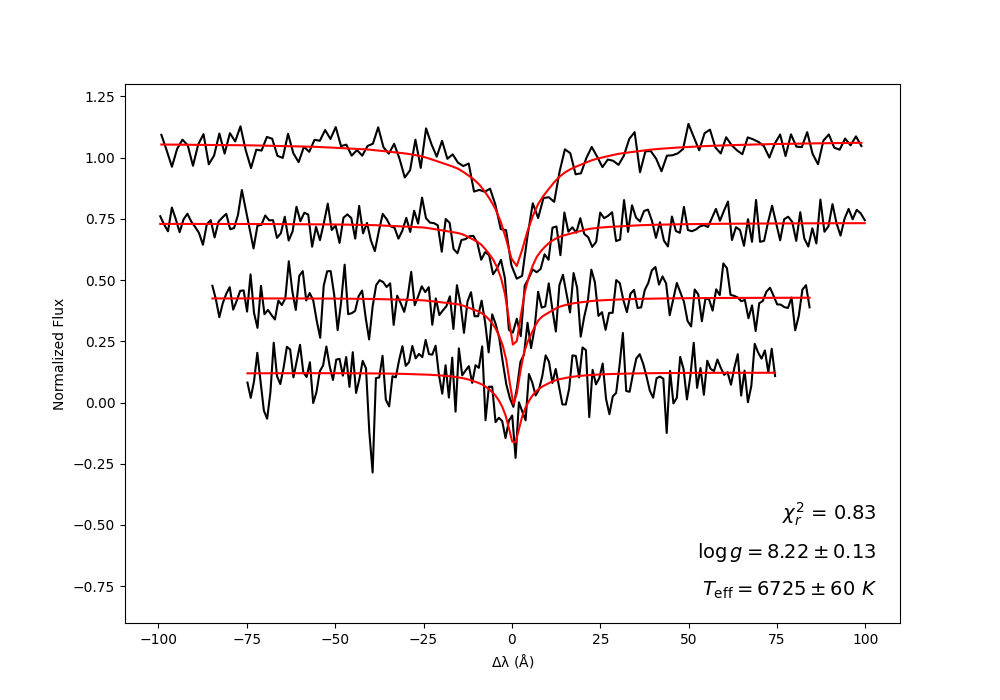 Normalized Flux
1.25
1.00
0.75
0.50
0.25
0.00
−0.25
−0.50
−0.75
χ²ᵣ = 0.83
log g = 8.22 ± 0.13
T_eff = 6725 ± 60 K
−100 −75 −50 −25 0 25 50 75 100
Δλ (Å)